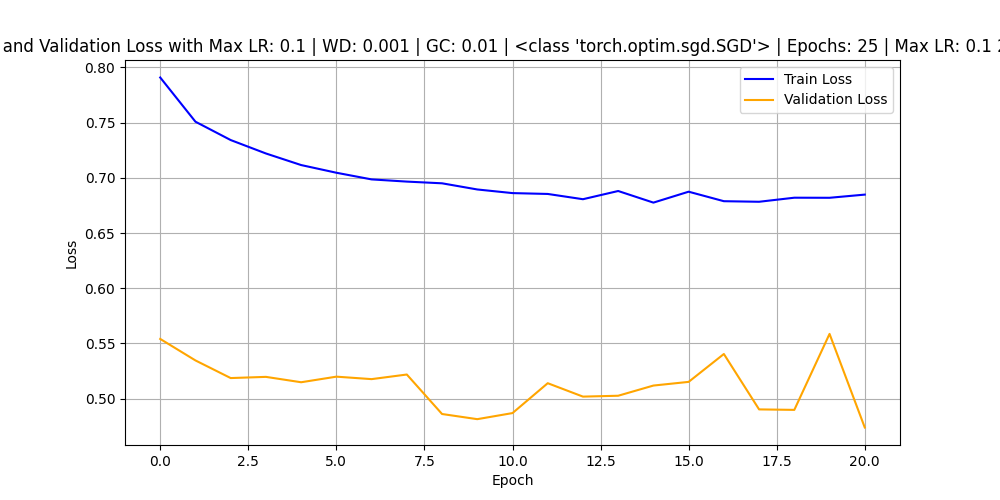 and Validation Loss with Max LR: 0.1 | WD: 0.001 | GC: 0.01 | <class 'torch.optim.sgd.SGD'> | Epochs: 25 | Max LR: 0.1
Train Loss
Validation Loss
0.80
0.75
0.70
0.65
0.60
0.55
0.50
Loss
0.0 2.5 5.0 7.5 10.0 12.5 15.0 17.5 20.0
Epoch